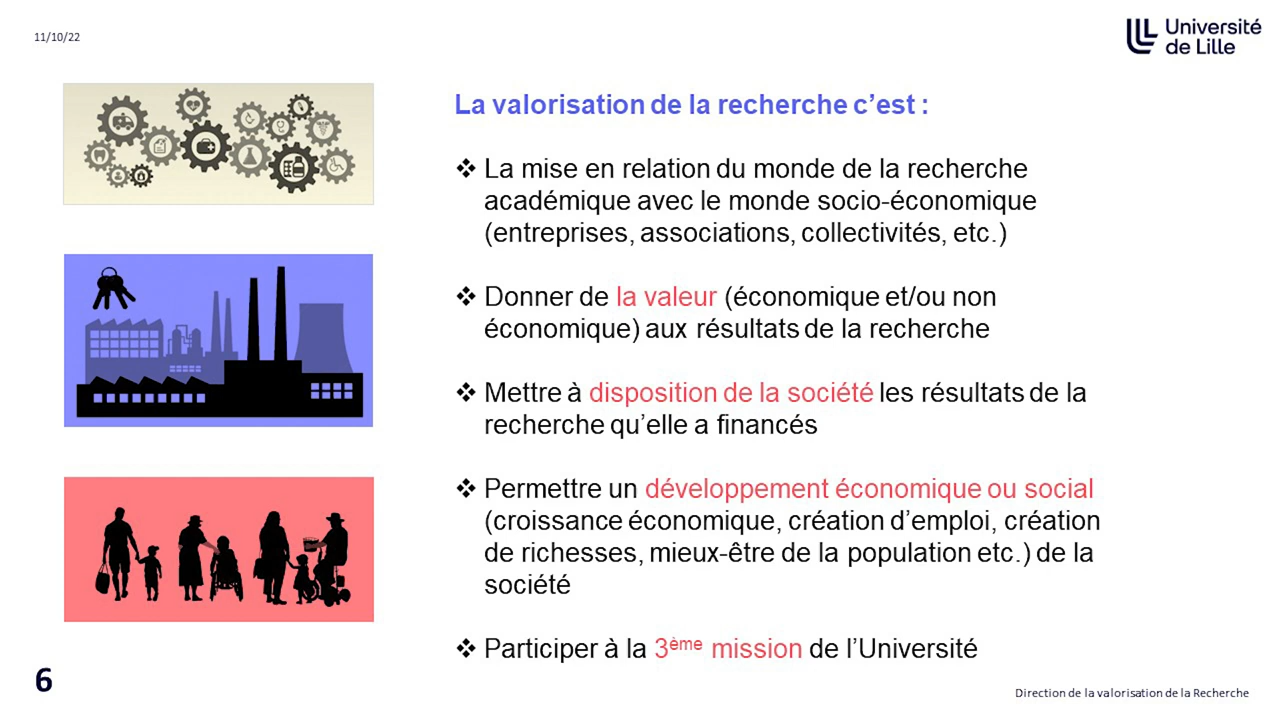 11/10/22
Université
de Lille
La valorisation de la recherche c’est :
❖ La mise en relation du monde de la recherche
académique avec le monde socio-économique
(entreprises, associations, collectivités, etc.)
❖ Donner de la valeur (économique et/ou non
économique) aux résultats de la recherche
❖ Mettre à disposition de la société les résultats de la
recherche qu’elle a financés
❖ Permettre un développement économique ou social
(croissance économique, création d’emploi, création
de richesses, mieux-être de la population etc.) de la
société
❖ Participer à la 3ème mission de l’Université
6
Direction de la valorisation de la Recherche